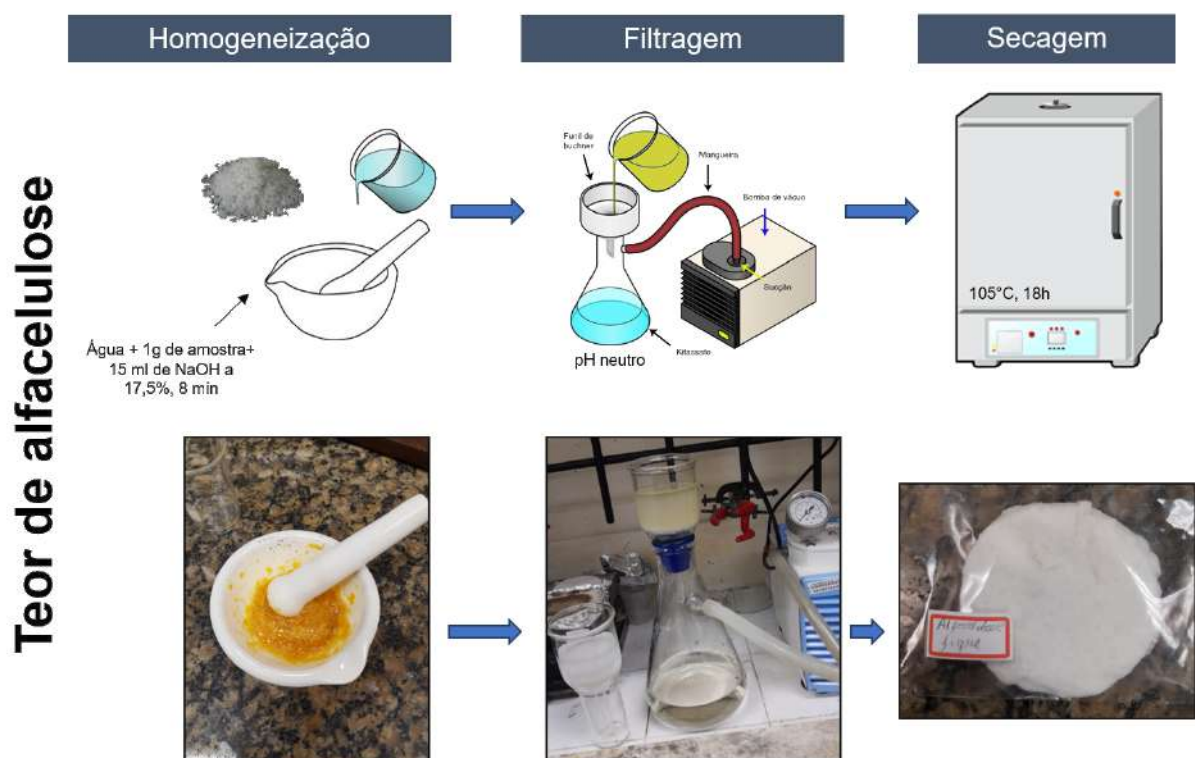 Homogeneização
Filtragem
Secagem
Teor de alfacelulose
Funil de
buchner
Mangueira
Bomba de vácuo
Sucção
Kitassato
pH neutro
Água + 1g de amostra+
15 ml de NaOH a
17,5%, 8 min
105°C, 18h